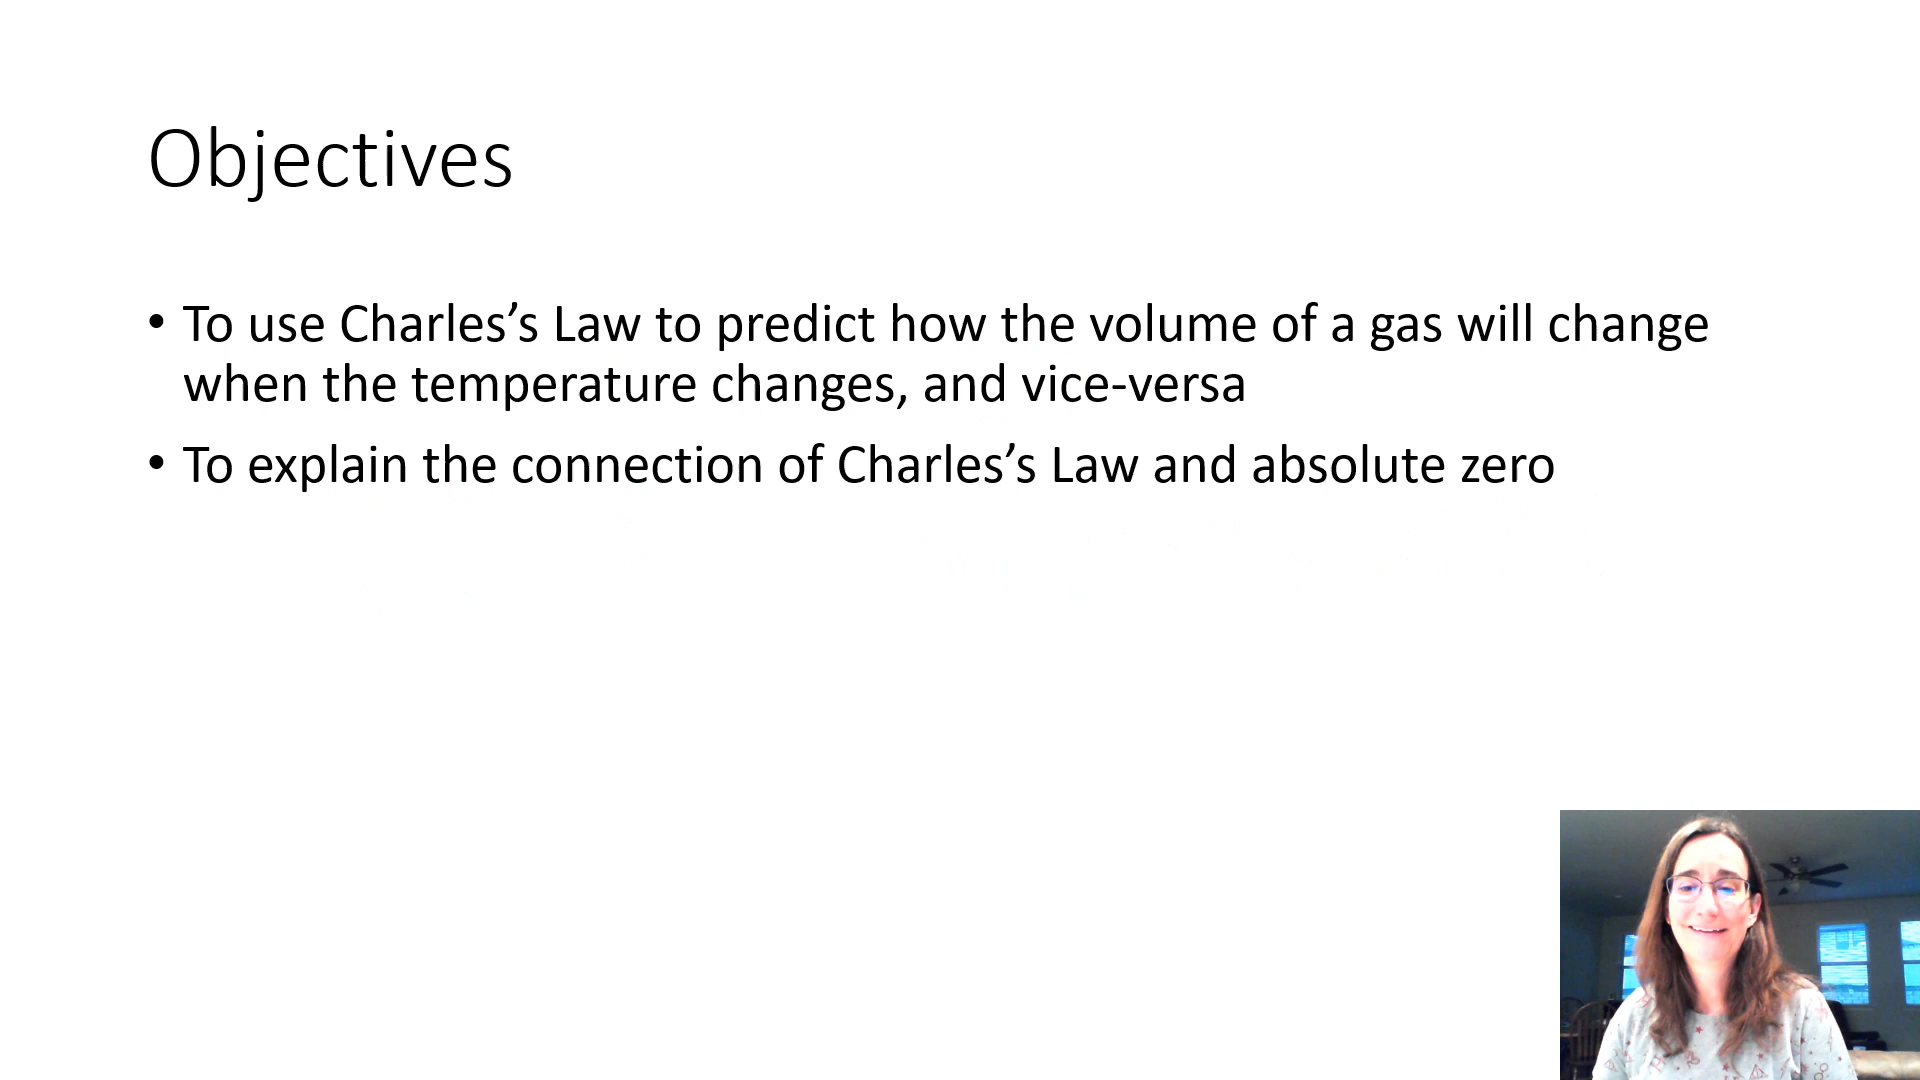 Objectives
• To use Charles’s Law to predict how the volume of a gas will change
when the temperature changes, and vice-versa
• To explain the connection of Charles’s Law and absolute zero